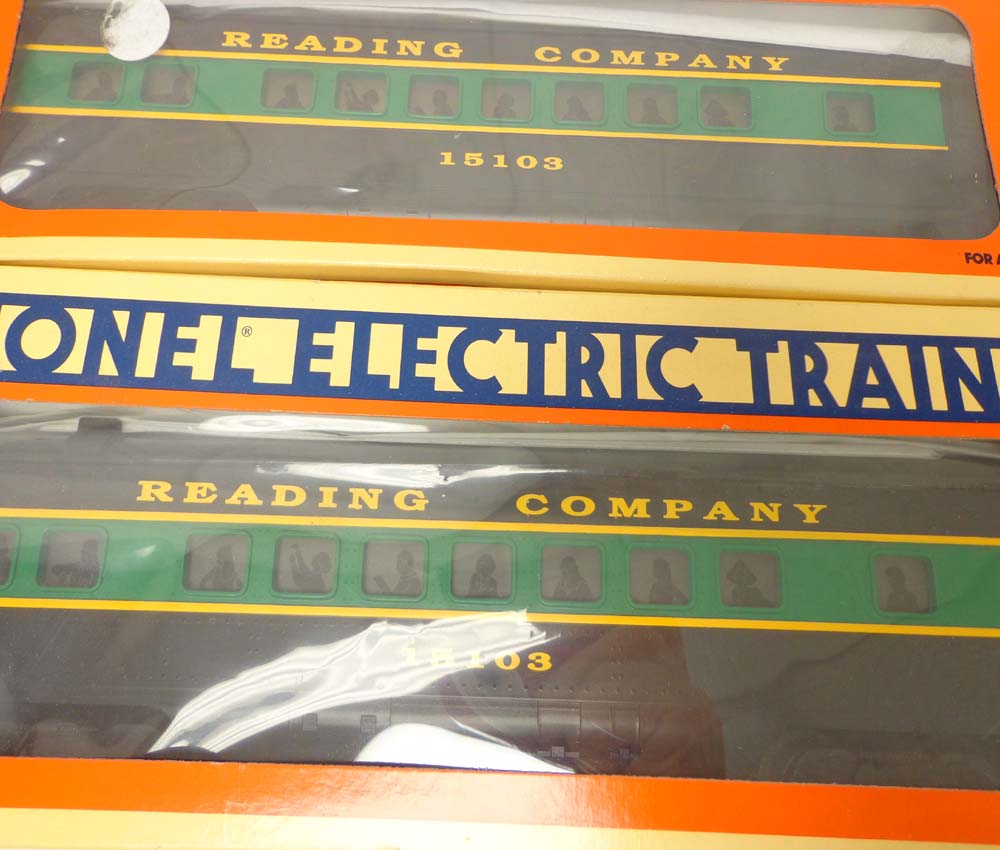 READING COMPANY
15103
FOR A
ONEL® ELECTRIC TRAIN
READING COMPANY
15103